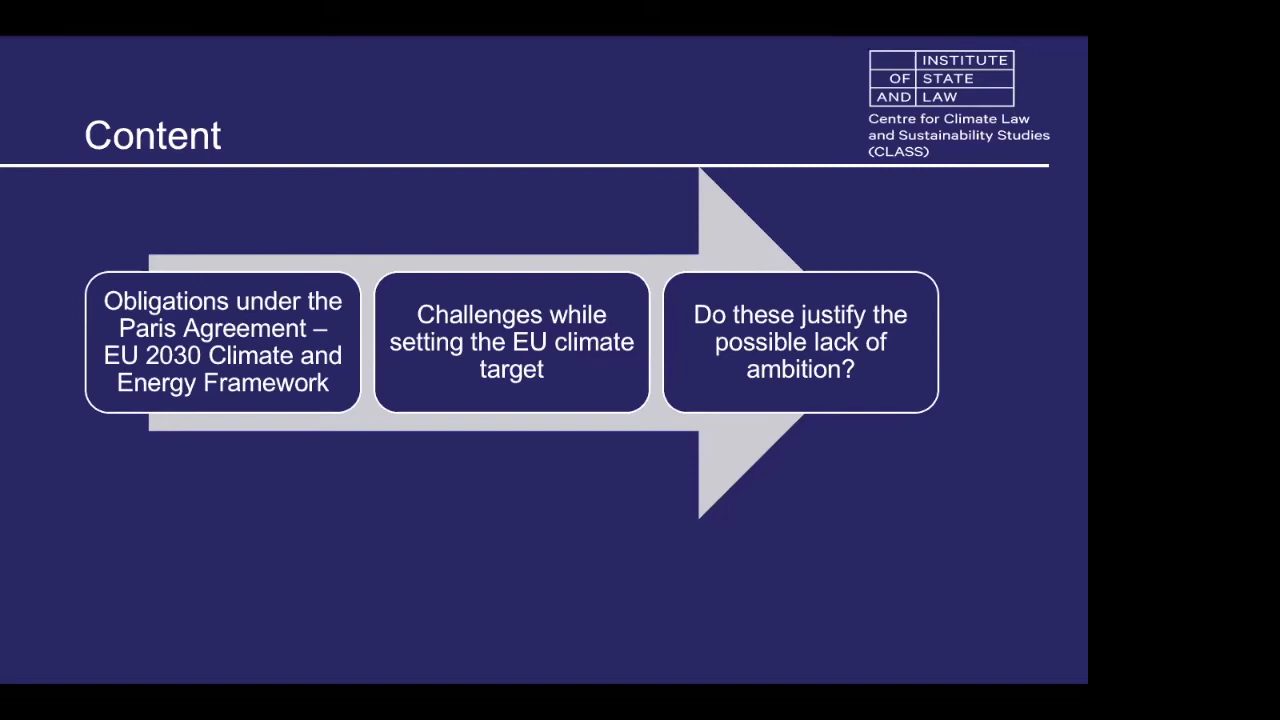 INSTITUTE
OF STATE
AND LAW
Centre for Climate Law
and Sustainability Studies
(CLASS)
Content
Obligations under the
Paris Agreement –
EU 2030 Climate and
Energy Framework
Challenges while
setting the EU climate
target
Do these justify the
possible lack of
ambition?